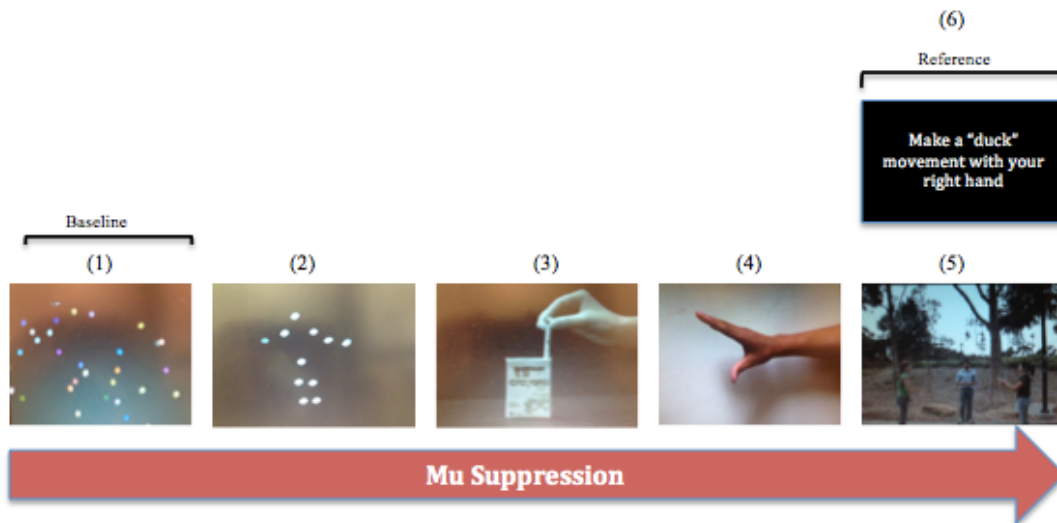 (6)
Reference
Make a “duck”
movement with your
right hand
Baseline
(1)
(2)
(3)
(4)
(5)
Mu Suppression